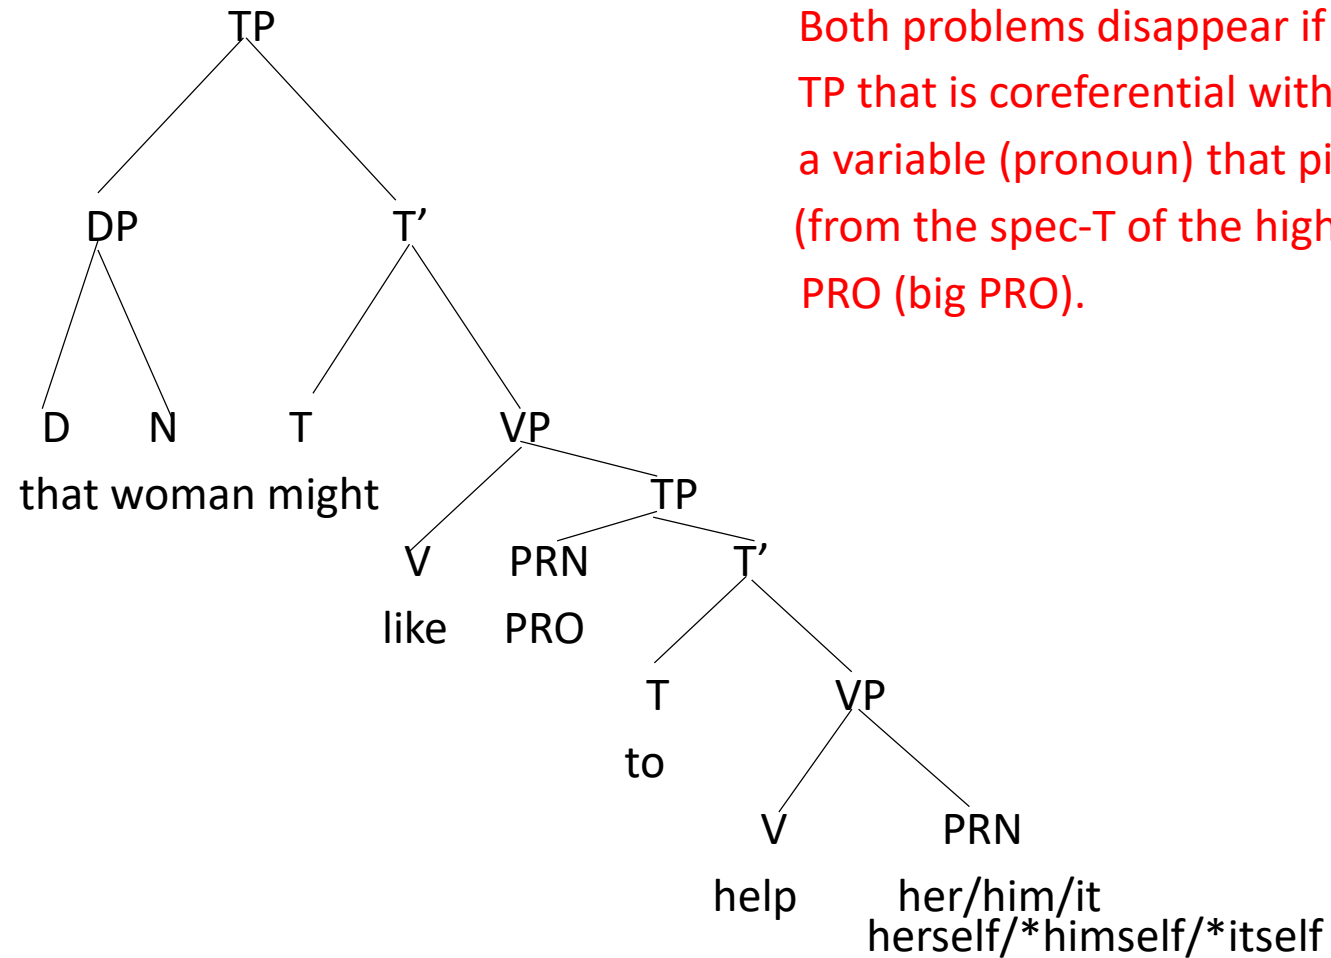 TP
Both problems disappear if
TP that is coreferential with
a variable (pronoun) that
(from the spec-T of the
PRO (big PRO).
DP T’
D N T VP
that woman might
TP
V PRN T’
like PRO
T VP
to
V PRN
help her/him/it
herself/*himself/*itself